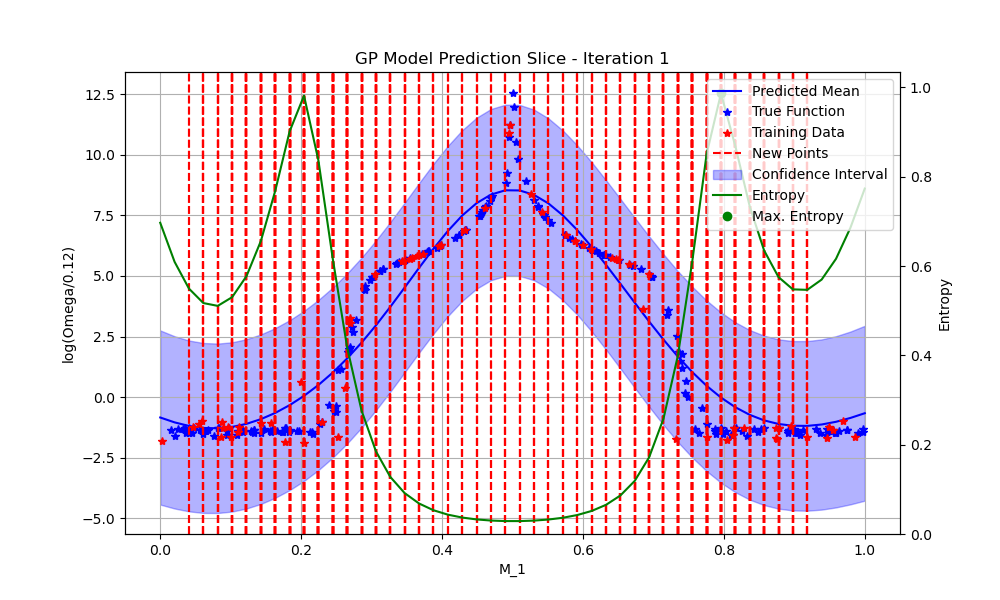 GP Model Prediction Slice - Iteration 1
log(Omega/0.12)
12.5
10.0
7.5
5.0
2.5
0.0
−2.5
−5.0
0.0
0.2
0.4
0.6
0.8
1.0
M_1
1.0
0.8
0.6
0.4
0.2
0.0
Entropy
Predicted Mean
True Function
Training Data
New Points
Confidence Interval
Entropy
Max. Entropy